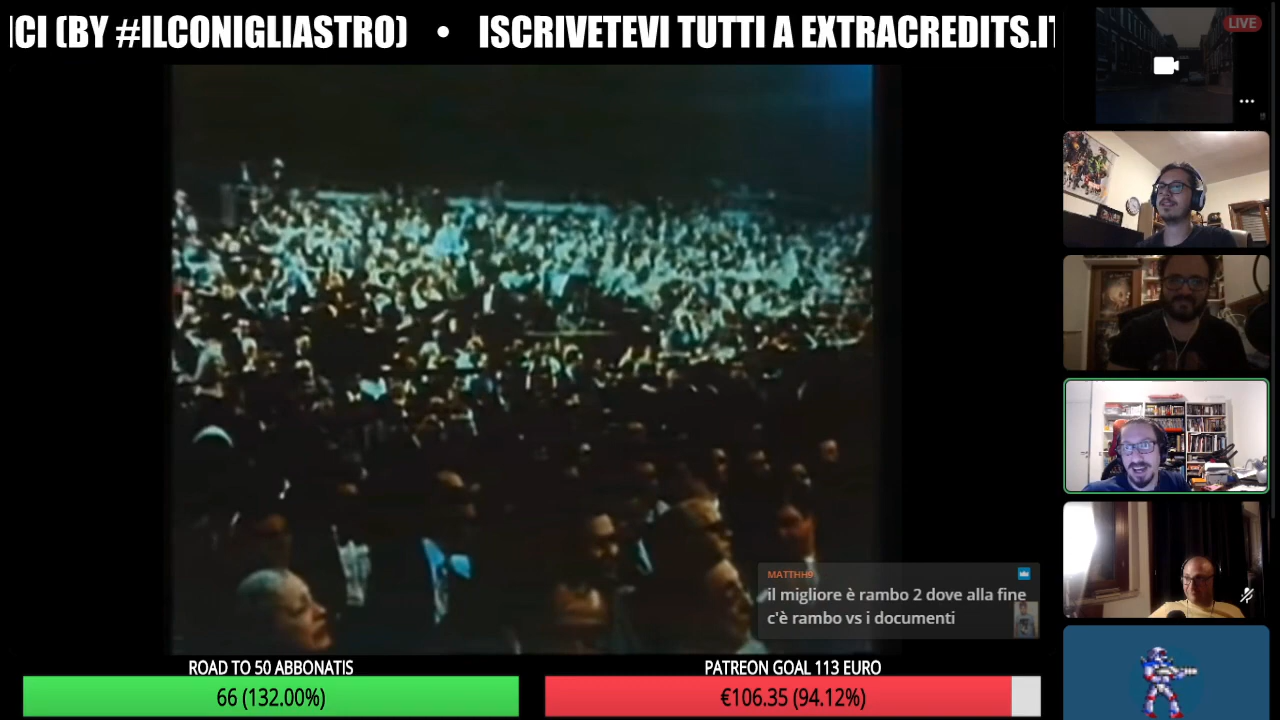 ICI (BY #ILCONIGLIASTRO) • ISCRIVETEVI TUTTI A EXTRACREDITS.IT
LIVE
MATTHH9
il migliore è rambo 2 dove alla fine
c'è rambo vs i documenti
ROAD TO 50 ABBONATIS
PATREON GOAL 113 EURO
66 (132.00%)
€106.35 (94.12%)